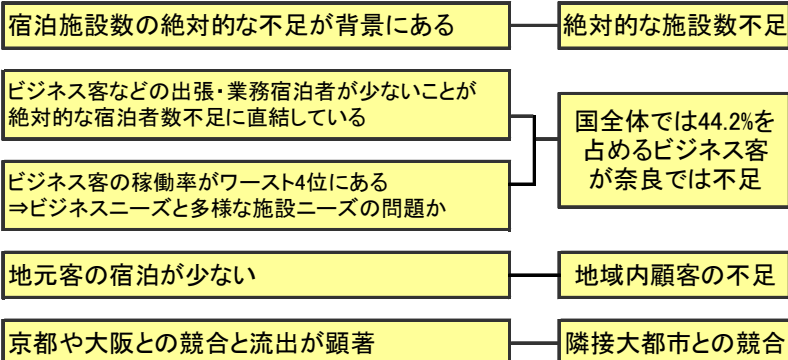 宿泊施設数の絶対的な不足が背景にある
絶対的な施設数不足
ビジネス客などの出張・業務宿泊者が少ないことが
絶対的な宿泊者数不足に直結している
ビジネス客の稼働率がワースト4位にある
⇒ビジネスニーズと多様な施設ニーズの問題か
国全体では44.2%を
占めるビジネス客
が奈良では不足
地元客の宿泊が少ない
地域内顧客の不足
京都や大阪との競合と流出が顕著
隣接大都市との競合